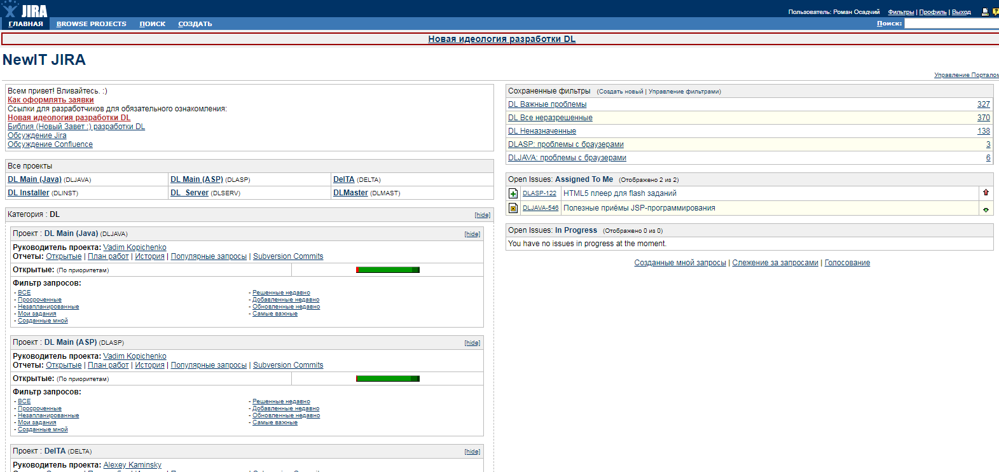 JIRA
Пользователь: Роман Осадчий Фильтры | Профиль | Выход
ГЛАВНАЯ BROWSE PROJECTS ПОИСК СОЗДАТЬ
Поиск:
Новая идеология разработки DL
NewIT JIRA
Управление Порталом
Всем привет! Вливайтесь. :)
Как оформлять заявки
Ссылки для разработчиков для обязательного ознакомления:
Новая идеология разработки DL
Библия (Новый Завет :) разработки DL
Обсуждение Jira
Обсуждение Confluence
Все проекты
DL Main (Java) (DLJAVA) DL Main (ASP) (DLASP) DelTA (DELTA)
DL Installer (DLINST) DL_Server (DLSERV) DLMaster (DLMAST)
Категория : DL [hide]
Проект : DL Main (Java) (DLJAVA) [hide]
Руководитель проекта: Vadim Kopichenko
Отчеты: Открытые | План работ | История | Популярные запросы | Subversion Commits
Открытые: (По приоритетам)
Фильтр запросов:
- ВСЕ - Решенные недавно
- Просроченные - Добавленные недавно
- Незапланированные - Обновленные недавно
- Мои задания - Самые важные
- Созданные мной
Проект : DL Main (ASP) (DLASP) [hide]
Руководитель проекта: Vadim Kopichenko
Отчеты: Открытые | План работ | История | Популярные запросы | Subversion Commits
Открытые: (По приоритетам)
Фильтр запросов:
- ВСЕ - Решенные недавно
- Просроченные - Добавленные недавно
- Незапланированные - Обновленные недавно
- Мои задания - Самые важные
- Созданные мной
Проект : DelTA (DELTA) [hide]
Руководитель проекта: Alexey Kaminsky
Сохраненные фильтры (Создать новый | Управление фильтрами)
DL Важные проблемы 327
DL Все неразрешенные 370
DL Неназначенные 138
DLASP: проблемы с браузерами 3
DLJAVA: проблемы с браузерами 6
Open Issues: Assigned To Me (Отображено 2 из 2)
DLASP-122 HTML5 плеер для flash заданий
DLJAVA-546 Полезные приёмы JSP-программирования
Open Issues: In Progress (Отображено 0 из 0)
You have no issues in progress at the moment.
Созданные мной запросы | Слежение за запросами | Голосование